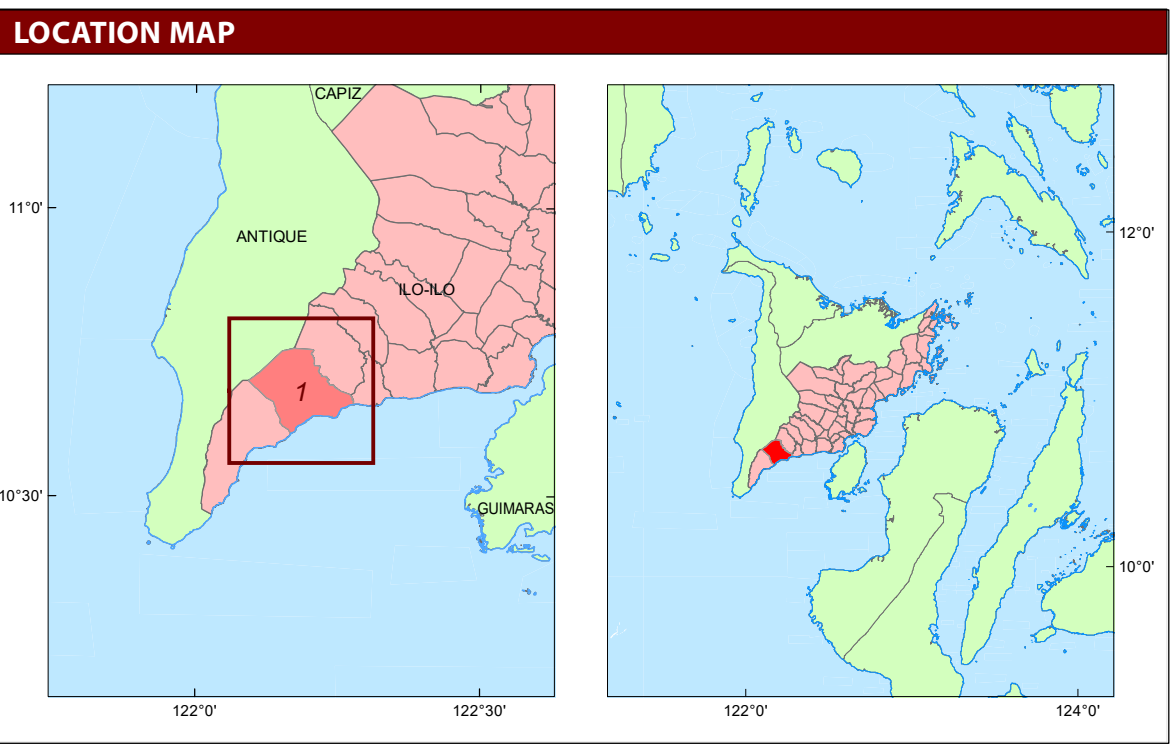 LOCATION MAP
CAPIZ
11°0'
ANTIQUE
ILO-ILO
1
10°30'
GUIMARAS
122°0'
122°30'
12°0'
10°0'
122°0'
124°0'